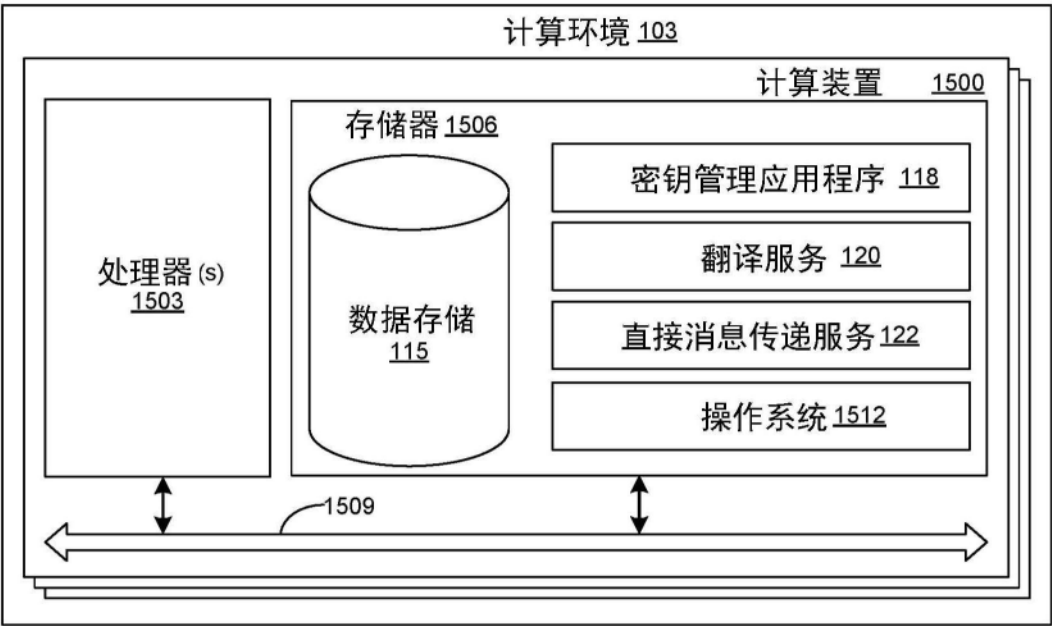 计算环境 103
计算装置 1500
存储器 1506
处理器(s)
1503
数据存储
115
密钥管理应用程序 118
翻译服务 120
直接消息传递服务 122
操作系统 1512
1509